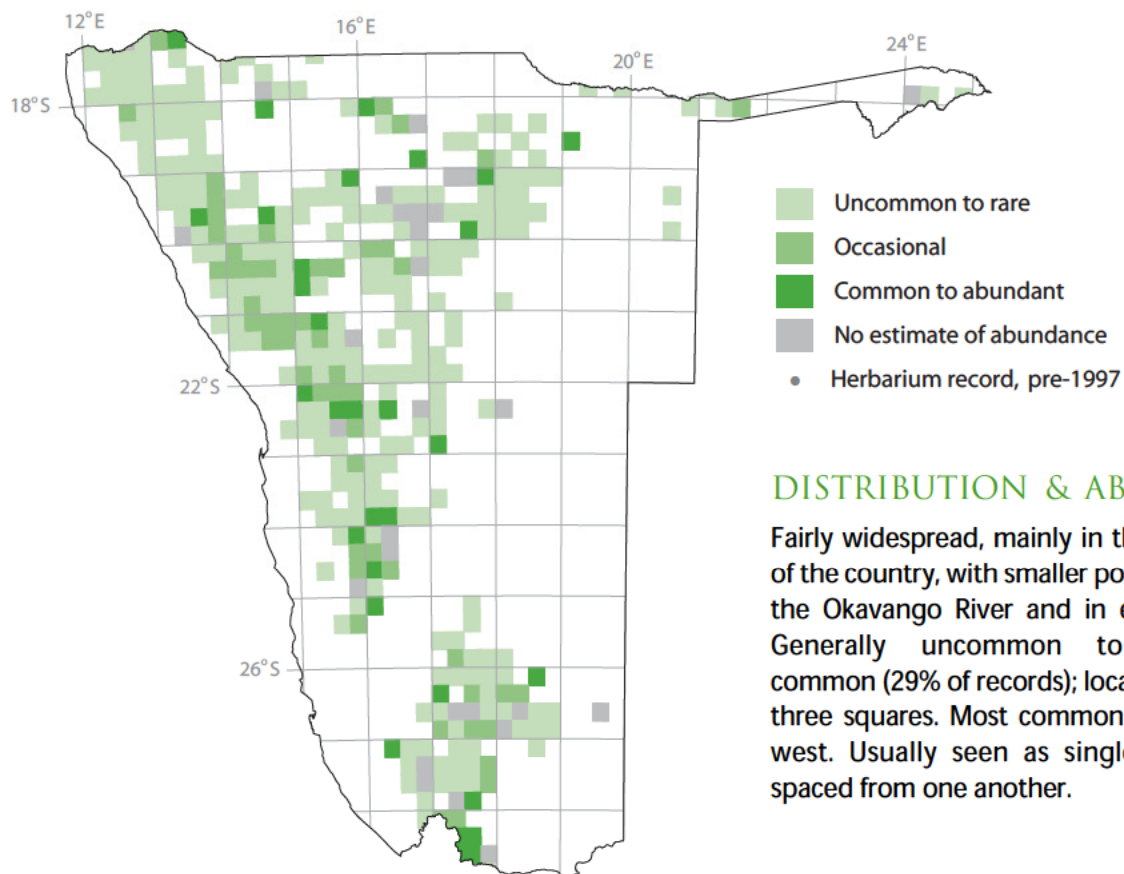 12°E
16°E
20°E
24°E
18°S
22°S
26°S
Uncommon to rare
Occasional
Common to abundant
No estimate of abundance
Herbarium record, pre-1997
DISTRIBUTION & AB
Fairly widespread, mainly in th
of the country, with smaller po
the Okavango River and in e
Generally uncommon to
common (29% of records); loca
three squares. Most common
west. Usually seen as singl
spaced from one another.